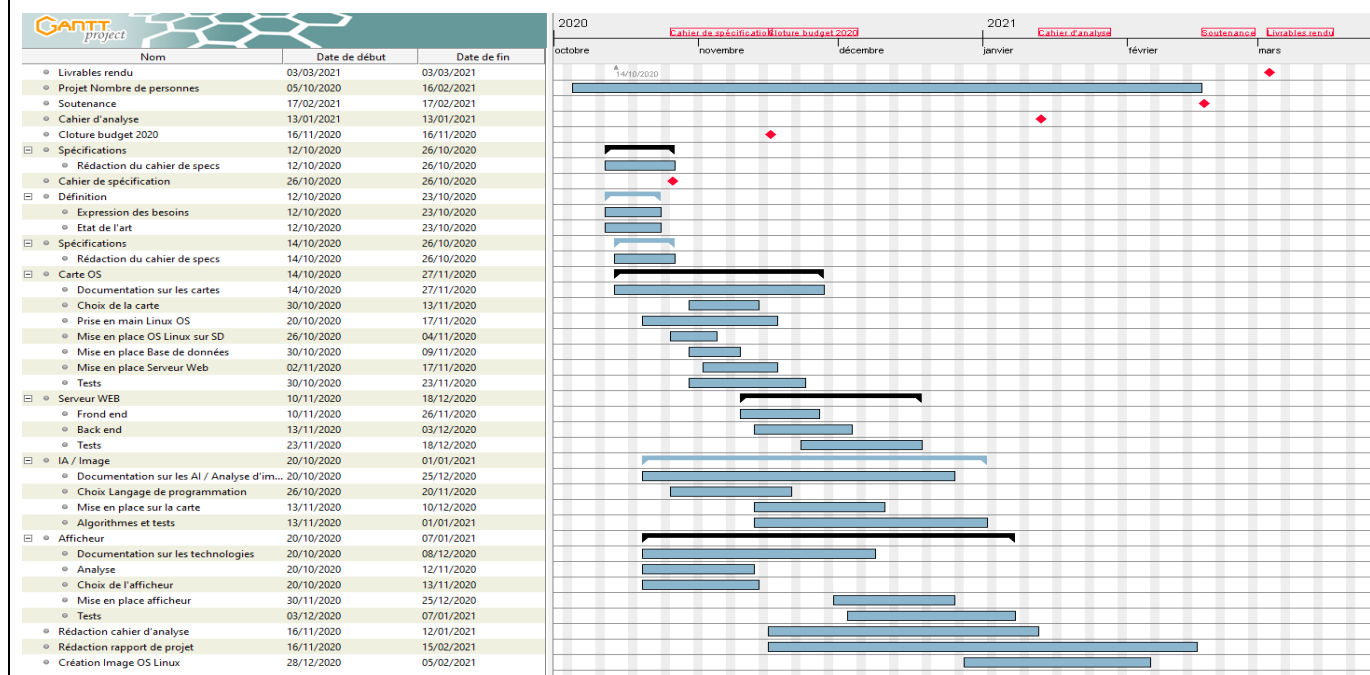 GANTT project
2020
2021
Cahier de spécification Cloture budget 2020 Cahier d'analyse Soutenance Livrables rendu
octobre novembre décembre janvier février mars
Nom Date de début Date de fin
Livrables rendu 03/03/2021 03/03/2021
14/10/2020
Projet Nombre de personnes 05/10/2020 16/02/2021
Soutenance 17/02/2021 17/02/2021
Cahier d'analyse 13/01/2021 13/01/2021
Cloture budget 2020 16/11/2020 16/11/2020
Spécifications 12/10/2020 26/10/2020
Rédaction du cahier de specs 12/10/2020 26/10/2020
Cahier de spécification 26/10/2020 26/10/2020
Définition 12/10/2020 23/10/2020
Expression des besoins 12/10/2020 23/10/2020
Etat de l'art 12/10/2020 23/10/2020
Spécifications 14/10/2020 26/10/2020
Rédaction du cahier de specs 14/10/2020 26/10/2020
Carte OS 14/10/2020 27/11/2020
Documentation sur les cartes 14/10/2020 27/11/2020
Choix de la carte 30/10/2020 13/11/2020
Prise en main Linux OS 20/10/2020 17/11/2020
Mise en place OS Linux sur SD 26/10/2020 04/11/2020
Mise en place Base de données 30/10/2020 09/11/2020
Mise en place Serveur Web 02/11/2020 17/11/2020
Tests 30/10/2020 23/11/2020
Serveur WEB 10/11/2020 18/12/2020
Frond end 10/11/2020 26/11/2020
Back end 13/11/2020 03/12/2020
Tests 23/11/2020 18/12/2020
IA / Image 20/10/2020 01/01/2021
Documentation sur les AI / Analyse d'im... 20/10/2020 25/12/2020
Choix Langage de programmation 26/10/2020 20/11/2020
Mise en place sur la carte 13/11/2020 10/12/2020
Algorithmes et tests 13/11/2020 01/01/2021
Afficheur 20/10/2020 07/01/2021
Documentation sur les technologies 20/10/2020 08/12/2020
Analyse 20/10/2020 12/11/2020
Choix de l'afficheur 20/10/2020 13/11/2020
Mise en place afficheur 30/11/2020 25/12/2020
Tests 03/12/2020 07/01/2021
Rédaction cahier d'analyse 16/11/2020 12/01/2021
Rédaction rapport de projet 16/11/2020 15/02/2021
Création Image OS Linux 28/12/2020 05/02/2021